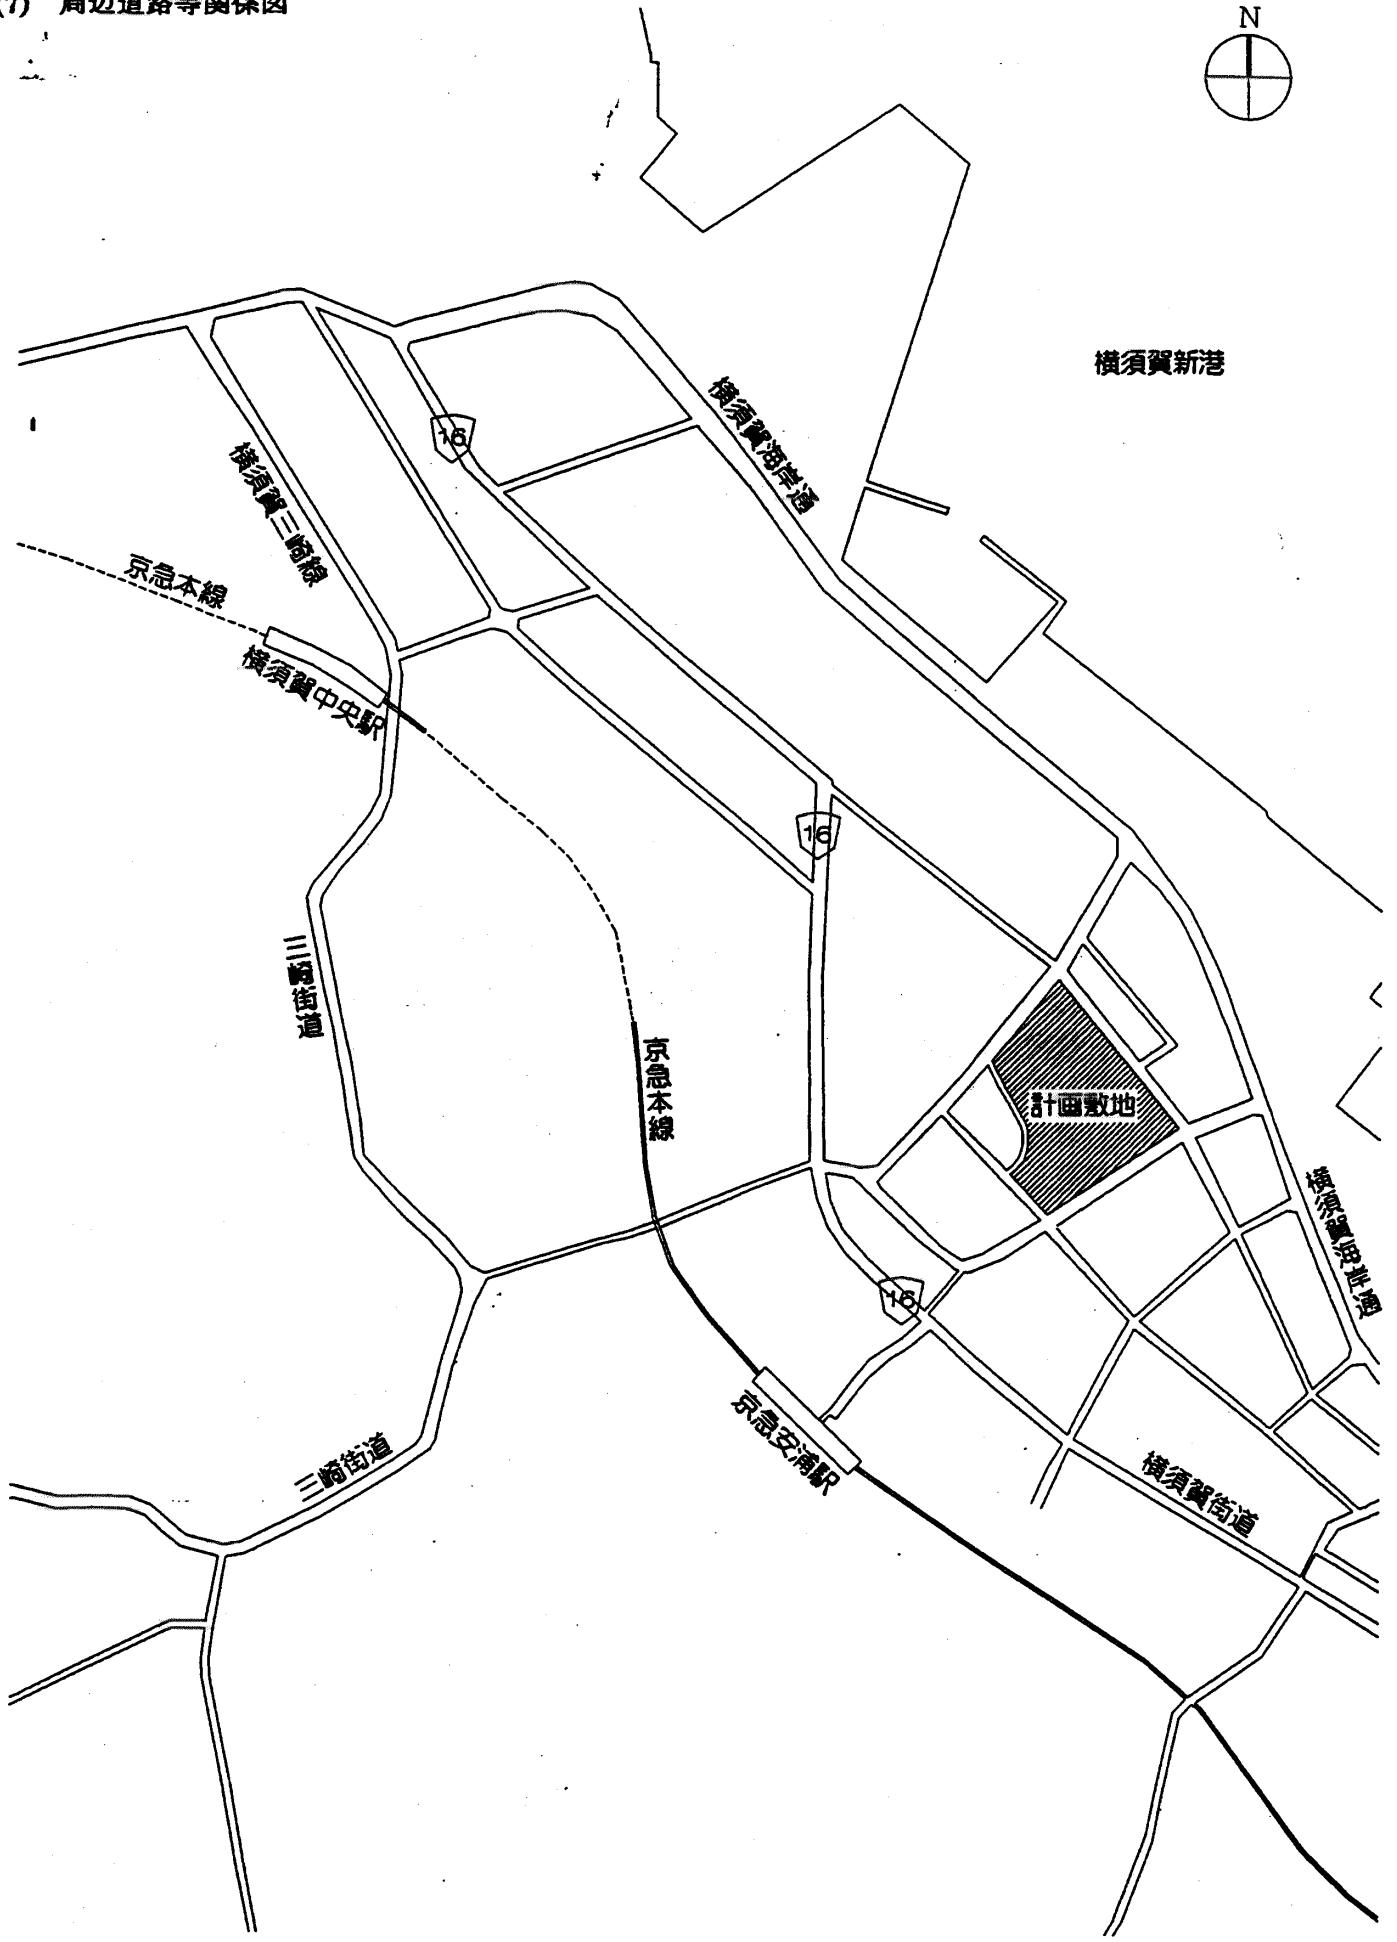 (7) 周辺道路等関係図
N
横須賀新港
横須賀海岸通
16
横須賀三崎線
京急本線
横須賀中央駅
16
三崎街道
京急本線
計画敷地
横須賀海岸通
16
京急安浦駅
三崎街道
横須賀街道